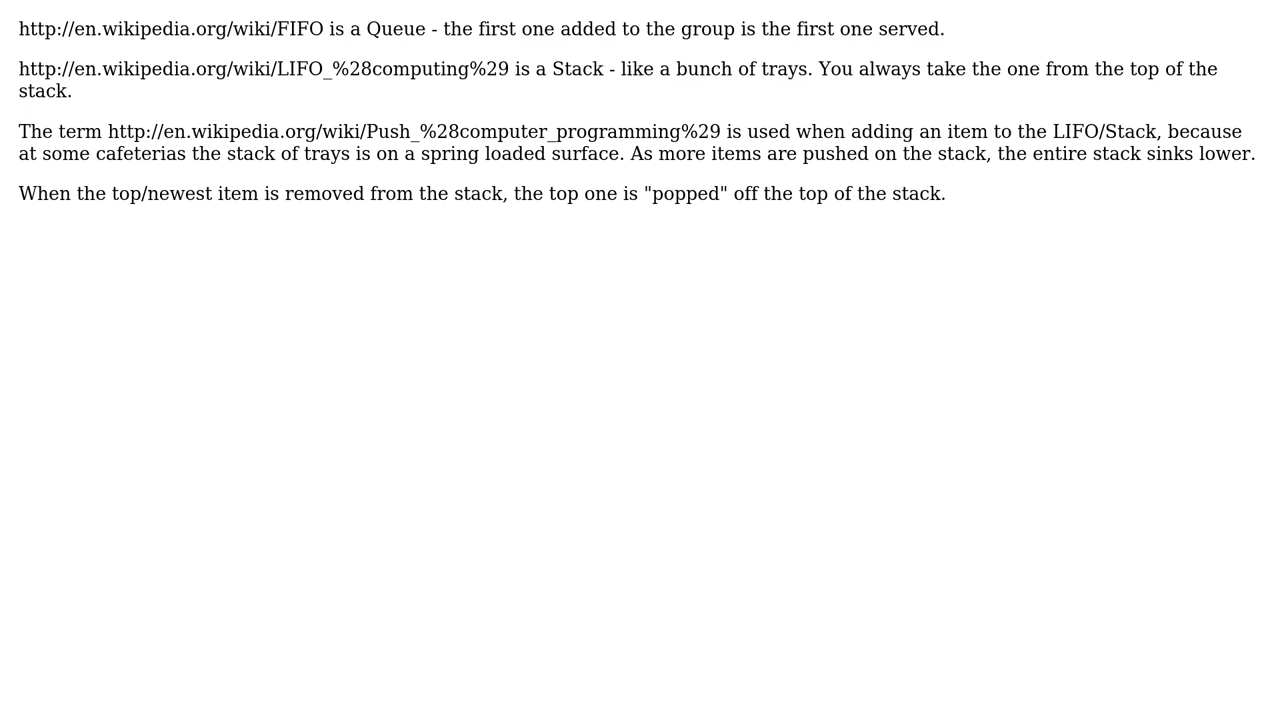 http://en.wikipedia.org/wiki/FIFO is a Queue - the first one added to the group is the first one served.
http://en.wikipedia.org/wiki/LIFO_%28computing%29 is a Stack - like a bunch of trays. You always take the one from the top of the
stack.
The term http://en.wikipedia.org/wiki/Push_%28computer_programming%29 is used when adding an item to the LIFO/Stack, because
at some cafeterias the stack of trays is on a spring loaded surface. As more items are pushed on the stack, the entire stack sinks lower.
When the top/newest item is removed from the stack, the top one is "popped" off the top of the stack.